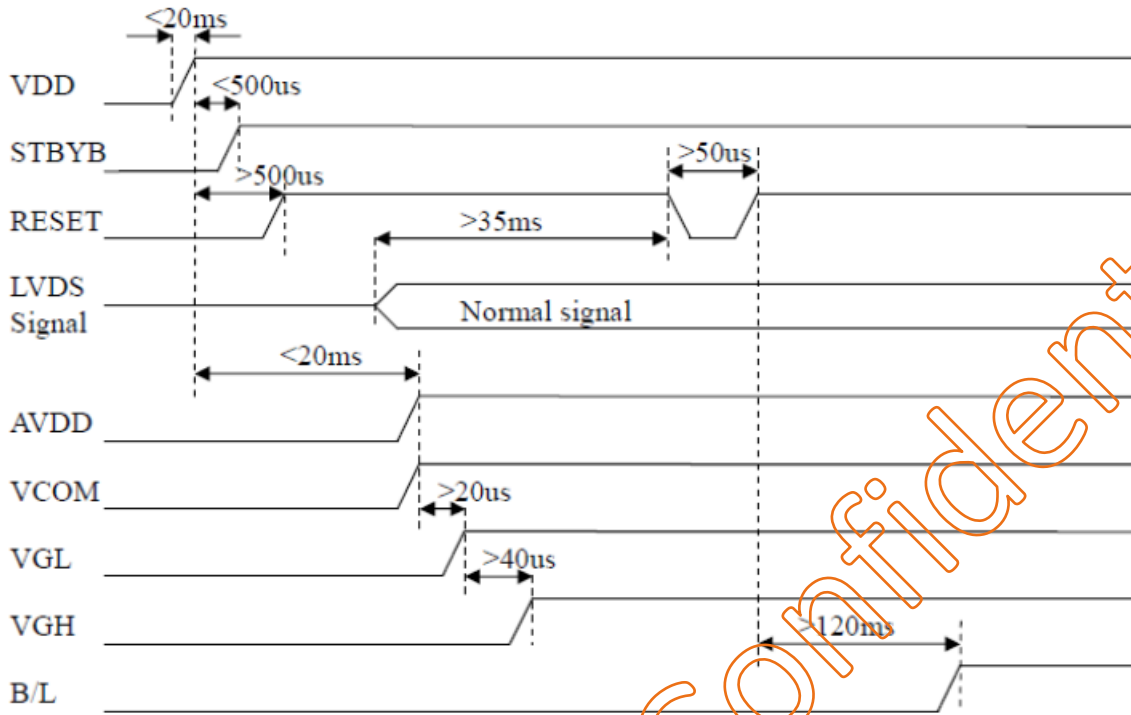 <20ms
VDD
<500us
STBYB
>50us
>500us
RESET
>35ms
LVDS
Signal
Normal signal
<20ms
AVDD
VCOM
>20us
VGL
>40us
VGH
>120ms
B/L
Confident